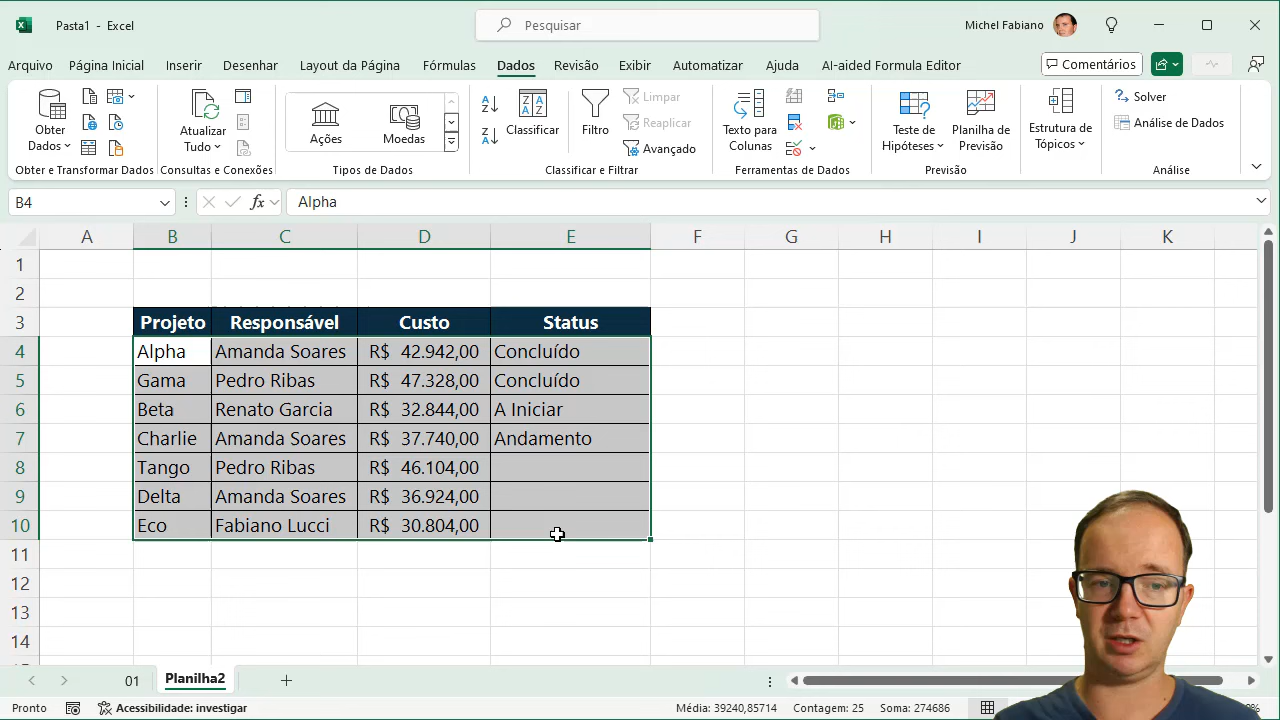 Pasta1 - Excel
Pesquisar
Michel Fabiano
Arquivo Página Inicial Inserir Desenhar Layout da Página Fórmulas Dados Revisão Exibir Automatizar Ajuda AI-aided Formula Editor
Comentários
Obter Dados
Atualizar Tudo
Ações
Moedas
Classificar
Filtro
Limpar
Reaplicar
Avançado
Texto para Colunas
Teste de Hipóteses
Planilha de Previsão
Estrutura de Tópicos
Solver
Análise de Dados
Obter e Transformar Dados Consultas e Conexões Tipos de Dados Classificar e Filtrar Ferramentas de Dados Previsão Análise
B4 fx Alpha
A B C D E F G H I J K
1
2
3 Projeto Responsável Custo Status
4 Alpha Amanda Soares R$ 42.942,00 Concluído
5 Gama Pedro Ribas R$ 47.328,00 Concluído
6 Beta Renato Garcia R$ 32.844,00 A Iniciar
7 Charlie Amanda Soares R$ 37.740,00 Andamento
8 Tango Pedro Ribas R$ 46.104,00
9 Delta Amanda Soares R$ 36.924,00
10 Eco Fabiano Lucci R$ 30.804,00
11
12
13
14
01 Planilha2
Pronto Acessibilidade: investigar Média: 39240,85714 Contagem: 25 Soma: 274686